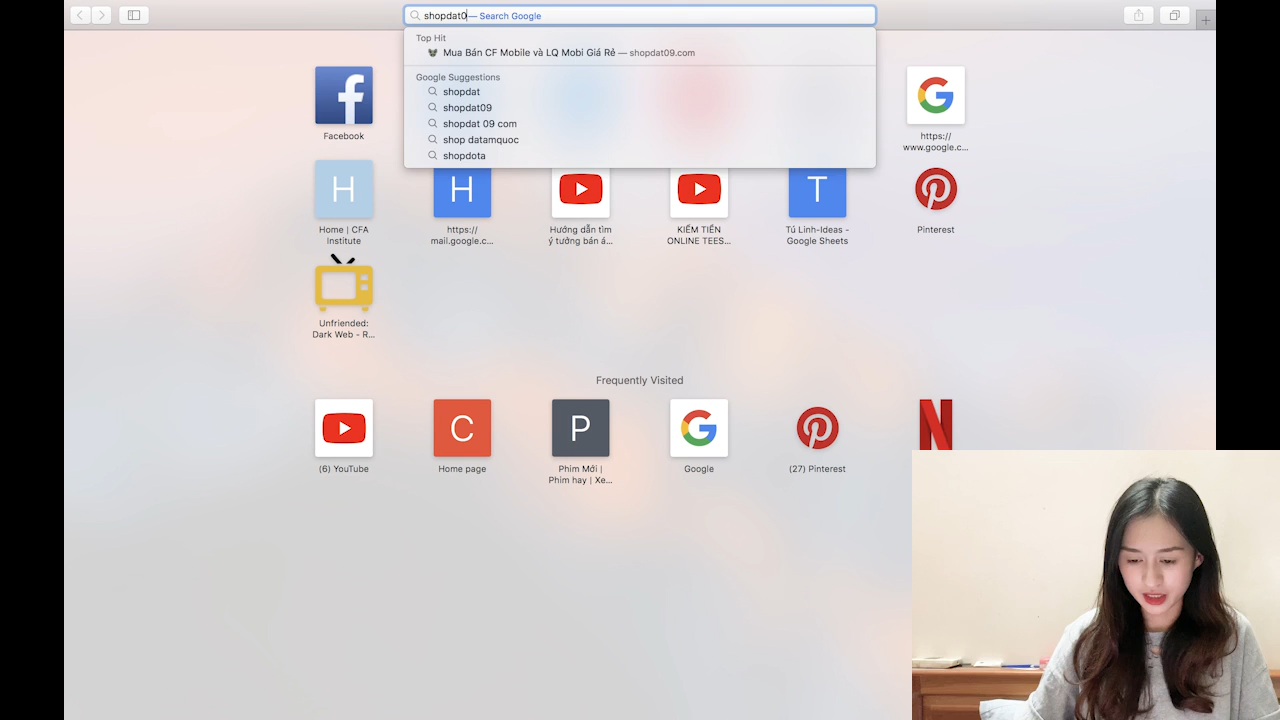 shopdat0 — Search Google
Top Hit
Mua Bán CF Mobile và LQ Mobi Giá Rẻ — shopdat09.com
Google Suggestions
shopdat
shopdat09
shopdat 09 com
shop datamquoc
shopdota
f
Facebook
G
https://
www.google.c...
H
Home | CFA
Institute
H
https://
mail.google.c...
Hướng dẫn tìm
ý tưởng bán á...
KIẾM TIỀN
ONLINE TEES...
T
Tú Linh-Ideas -
Google Sheets
Pinterest
Unfriended:
Dark Web - R...
Frequently Visited
(6) YouTube
C
Home page
P
Phim Mới |
Phim hay | Xe...
G
Google
(27) Pinterest
N